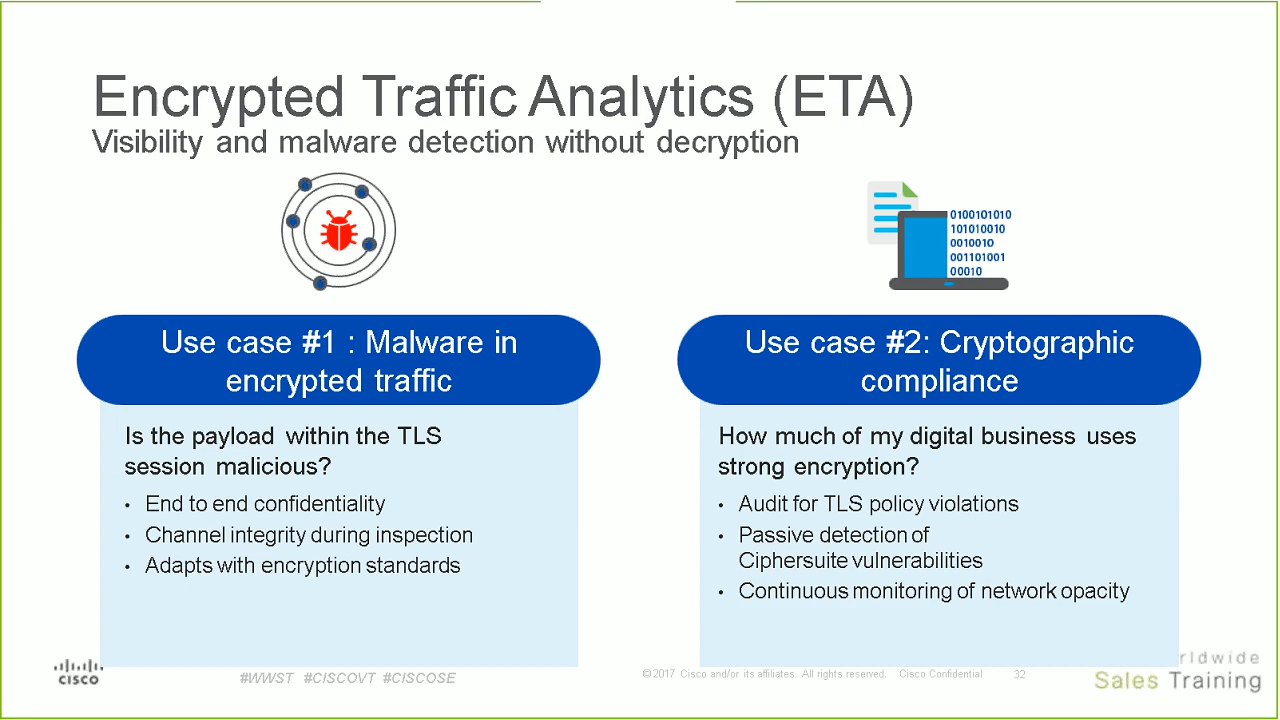 Encrypted Traffic Analytics (ETA)
Visibility and malware detection without decryption
0100101010
101010010
0010010
001101001
00010
Use case #1 : Malware in
encrypted traffic
Is the payload within the TLS
session malicious?
• End to end confidentiality
• Channel integrity during inspection
• Adapts with encryption standards
Use case #2: Cryptographic
compliance
How much of my digital business uses
strong encryption?
• Audit for TLS policy violations
• Passive detection of
Ciphersuite vulnerabilities
• Continuous monitoring of network opacity
CISCO
#WWST #CISCOVT #CISCOSE
© 2017 Cisco and/or its affiliates. All rights reserved. Cisco Confidential
32
rldwide
Sales Training